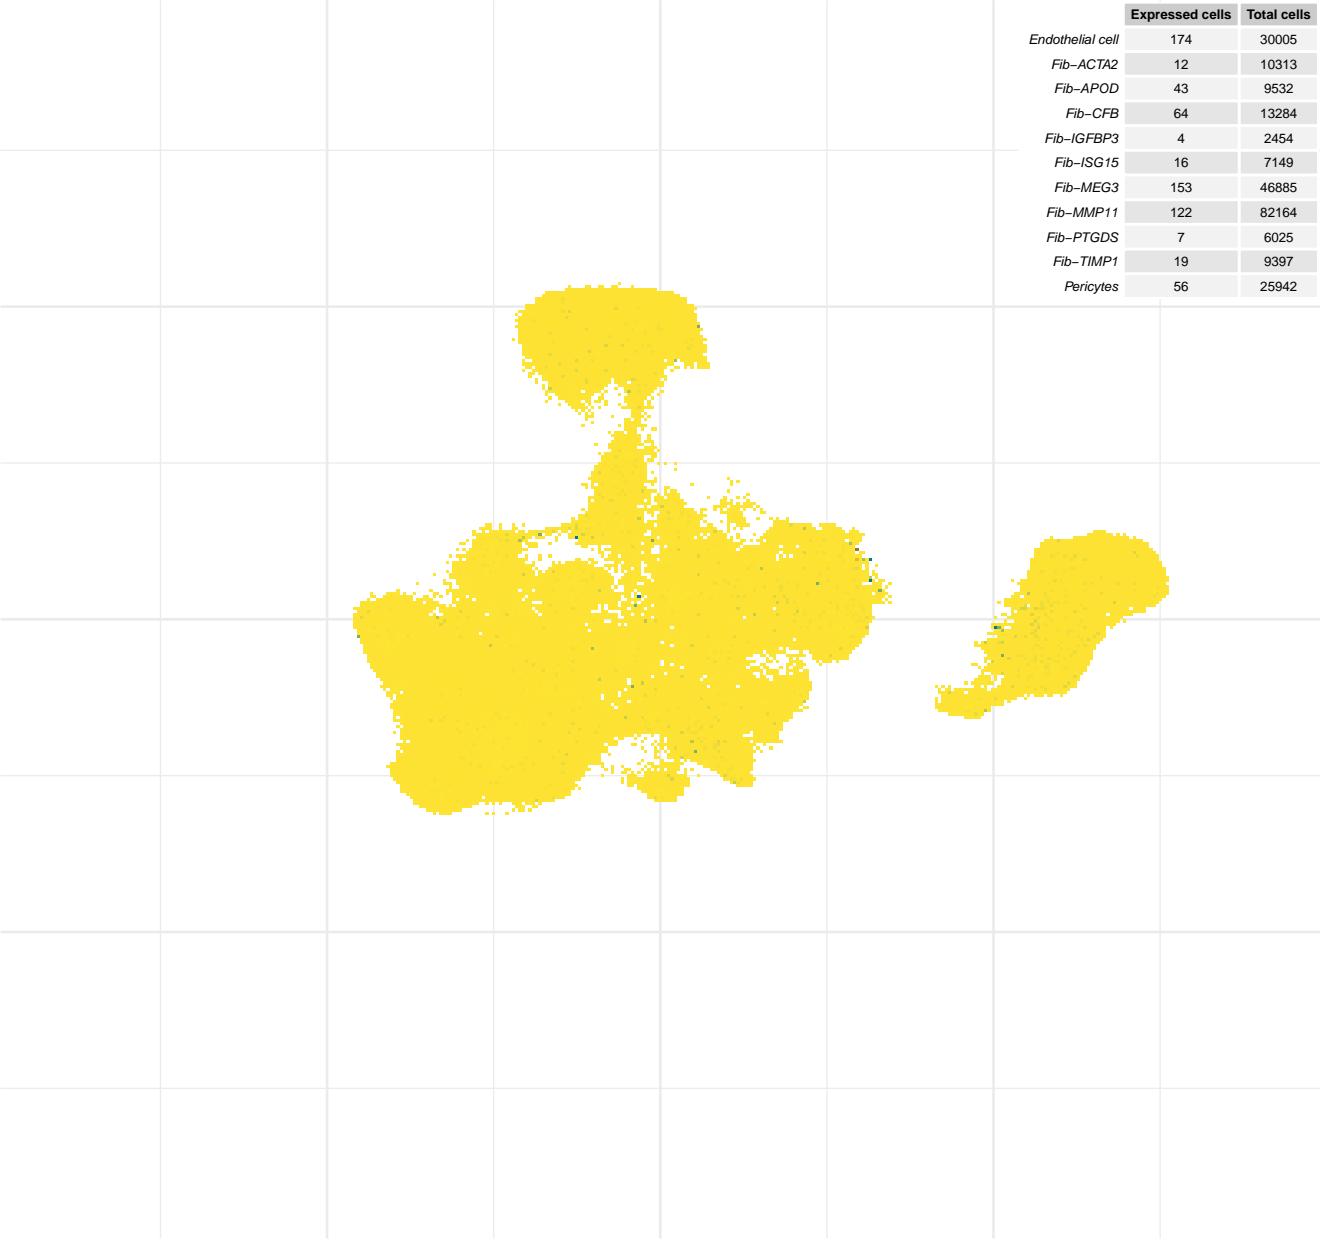 Expressed cells Total cells
Endothelial cell 174 30005
Fib−ACTA2 12 10313
Fib−APOD 43 9532
Fib−CFB 64 13284
Fib−IGFBP3 4 2454
Fib−ISG15 16 7149
Fib−MEG3 153 46885
Fib−MMP11 122 82164
Fib−PTGDS 7 6025
Fib−TIMP1 19 9397
Pericytes 56 25942